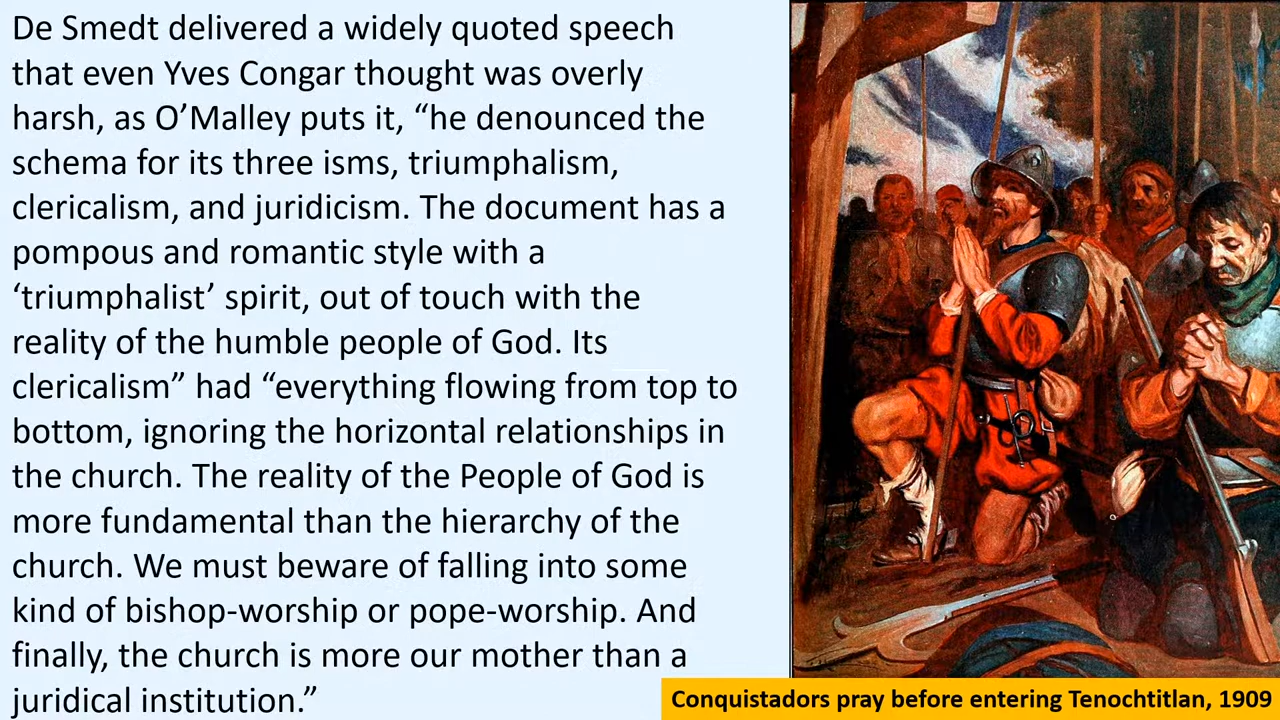 De Smedt delivered a widely quoted speech
that even Yves Congar thought was overly
harsh, as O’Malley puts it, “he denounced the
schema for its three isms, triumphalism,
clericalism, and juridicism. The document has a
pompous and romantic style with a
‘triumphalist’ spirit, out of touch with the
reality of the humble people of God. Its
clericalism” had “everything flowing from top to
bottom, ignoring the horizontal relationships in
the church. The reality of the People of God is
more fundamental than the hierarchy of the
church. We must beware of falling into some
kind of bishop-worship or pope-worship. And
finally, the church is more our mother than a
juridical institution.”
Conquistadors pray before entering Tenochtitlan, 1909